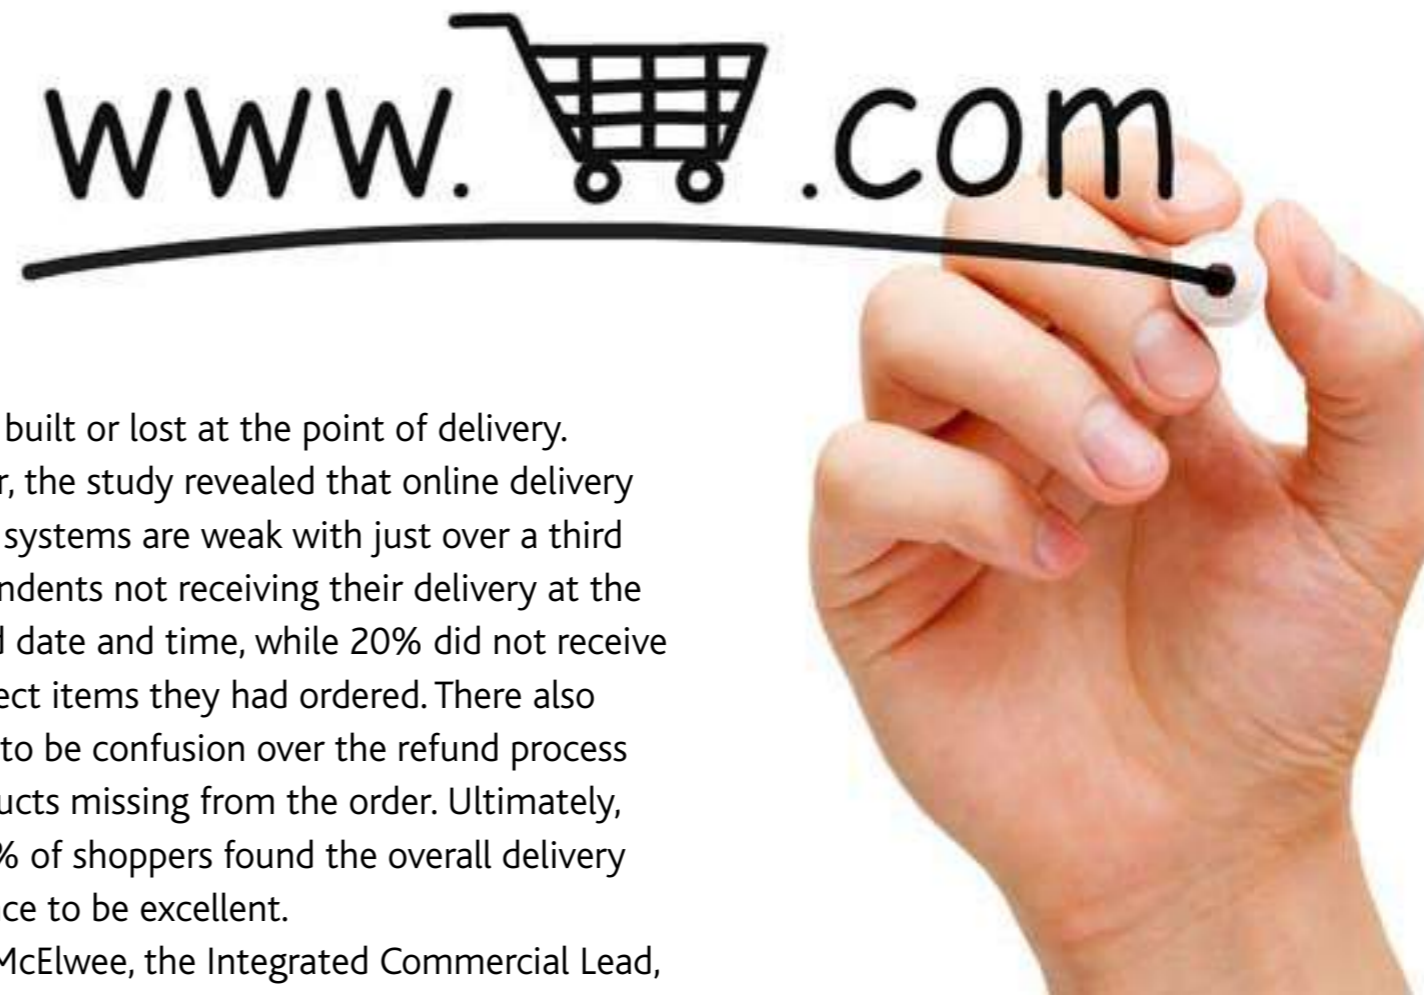 www. .com
built or lost at the point of delivery.
r, the study revealed that online delivery
systems are weak with just over a third
ndents not receiving their delivery at the
d date and time, while 20% did not receive
ect items they had ordered. There also
to be confusion over the refund process
ucts missing from the order. Ultimately,
% of shoppers found the overall delivery
ce to be excellent.
McElwee, the Integrated Commercial Lead,